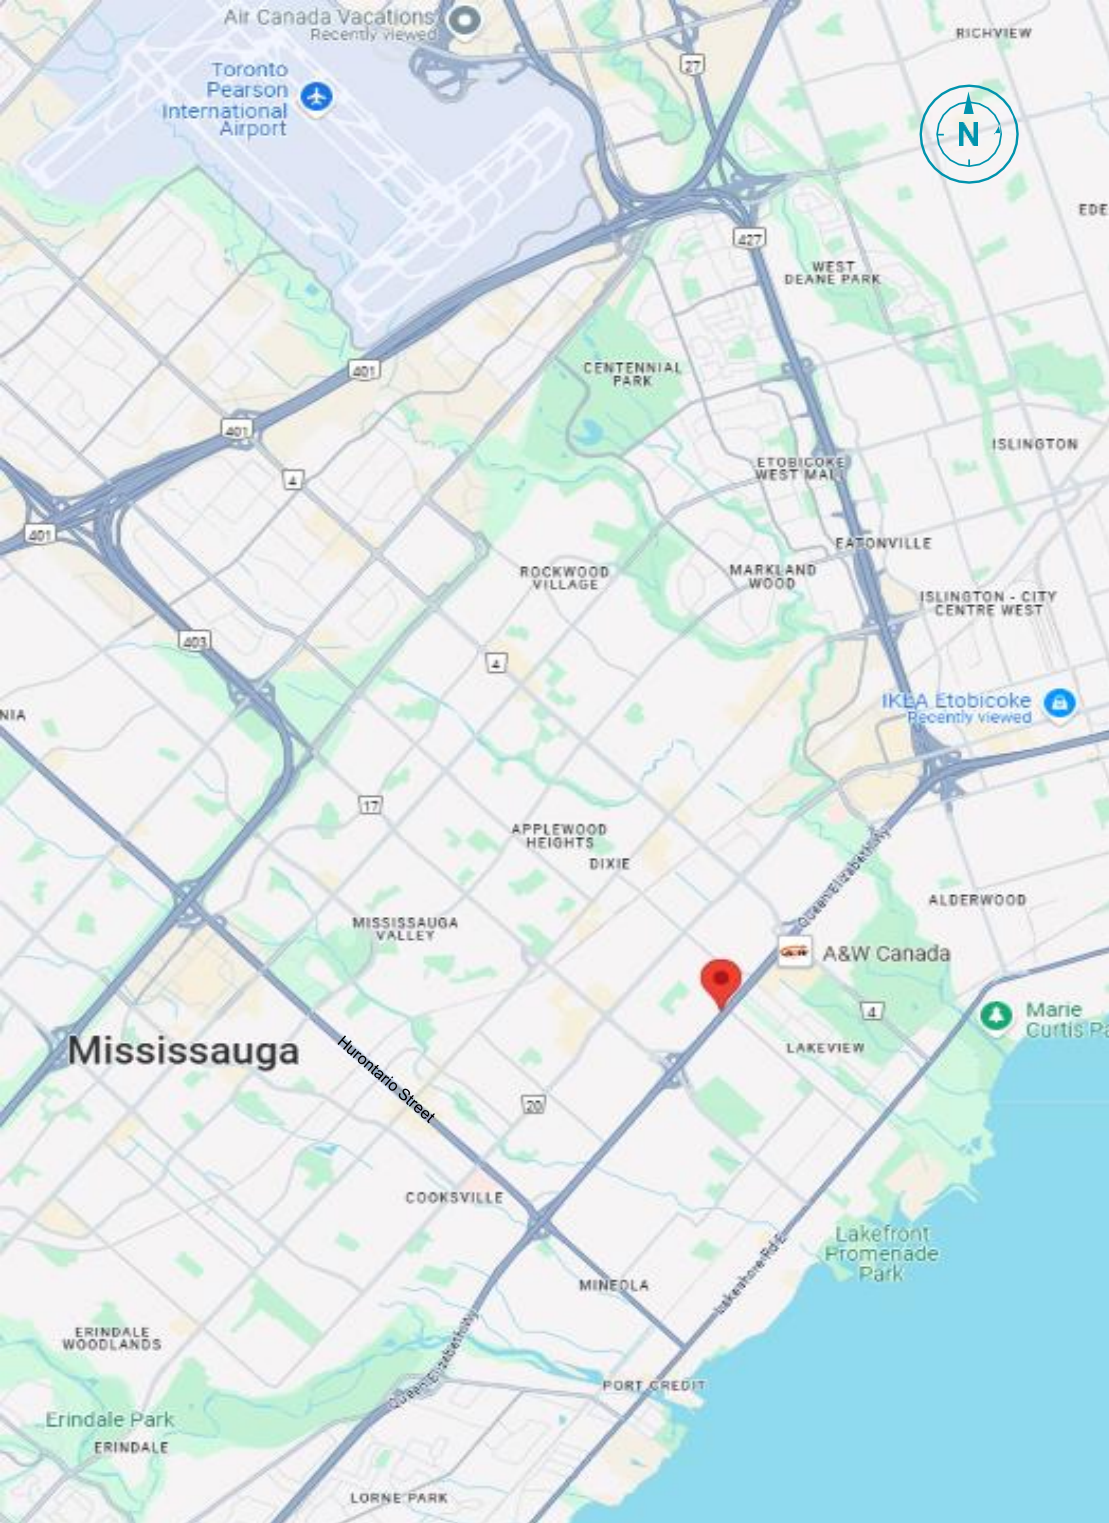 Air Canada Vacations
Recently viewed
RICHVIEW
27
Toronto
Pearson
International
Airport
N
EDE
427
WEST
DEANE PARK
401
CENTENNIAL
PARK
401
ISLINGTON
4
ETOBICOKE
WEST MALL
401
EATONVILLE
ROCKWOOD
VILLAGE
MARKLAND
WOOD
ISLINGTON - CITY
CENTRE WEST
403
4
NIA
IKEA Etobicoke
Recently viewed
17
APPLEWOOD
HEIGHTS
DIXIE
Queen Elizabeth Wy
ALDERWOOD
MISSISSAUGA
VALLEY
A&W
A&W Canada
4
Marie
Curtis Pa
Mississauga
Hurontario Street
LAKEVIEW
20
COOKSVILLE
Lakefront
Promenade
Park
Lakeshore Rd E
MINEOLA
ERINDALE
WOODLANDS
Queen Elizabeth Wy
PORT CREDIT
Erindale Park
ERINDALE
LORNE PARK